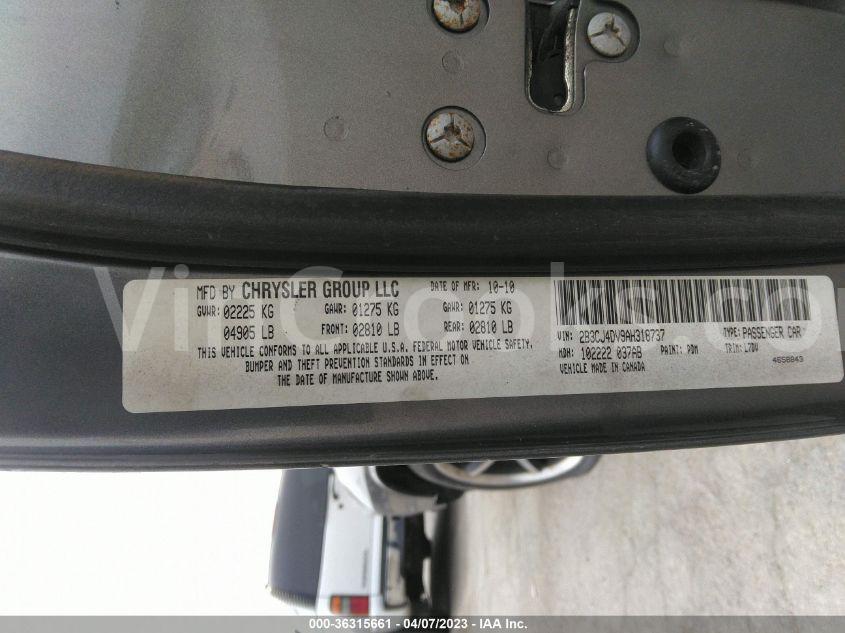 MFD BY CHRYSLER GROUP LLC DATE OF MFR: 10-10
GVWR: 02225 KG GAWR: 01275 KG GAWR: 01275 KG
04905 LB FRONT: 02810 LB REAR: 02810 LB
THIS VEHICLE CONFORMS TO ALL APPLICABLE U.S.A. FEDERAL MOTOR VEHICLE SAFETY,
BUMPER AND THEFT PREVENTION STANDARDS IN EFFECT ON
THE DATE OF MANUFACTURE SHOWN ABOVE.
VIN: 2B3CJ4DV9AH318737 TYPE: PASSENGER CAR
MDH: 102222 037AB PAINT: PDM TRIM: L7DV
VEHICLE MADE IN CANADA 4658843
000-36315661 - 04/07/2023 - IAA Inc.